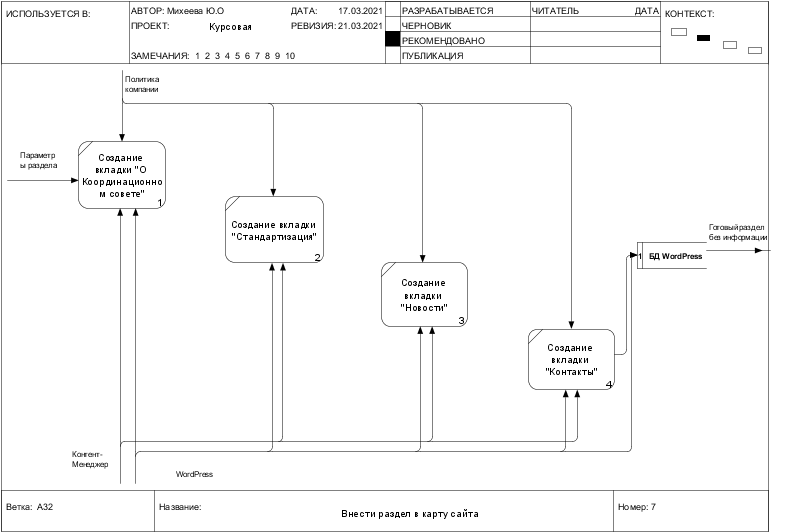 ИСПОЛЬЗУЕТСЯ В:
АВТОР: Михеева Ю.О
ДАТА: 17.03.2021
ПРОЕКТ: Курсовая
РЕВИЗИЯ: 21.03.2021
ЗАМЕЧАНИЯ: 1 2 3 4 5 6 7 8 9 10
РАЗРАБАТЫВАЕТСЯ
ЧЕРНОВИК
РЕКОМЕНДОВАНО
ПУБЛИКАЦИЯ
ЧИТАТЕЛЬ
ДАТА
КОНТЕКСТ:
Политика
компании
Параметр
ы раздела
Создание
вкладки "О
Координационно
м совете"
1
Создание вкладки
"Стандартизация"
2
Создание
вкладки
"Новости"
3
Создание
вкладки
"Контакты"
4
1
БД WordPress
Готовый раздел
без информации
Контент-
Менеджер
WordPress
Ветка: А32
Название:
Внести раздел в карту сайта
Номер: 7